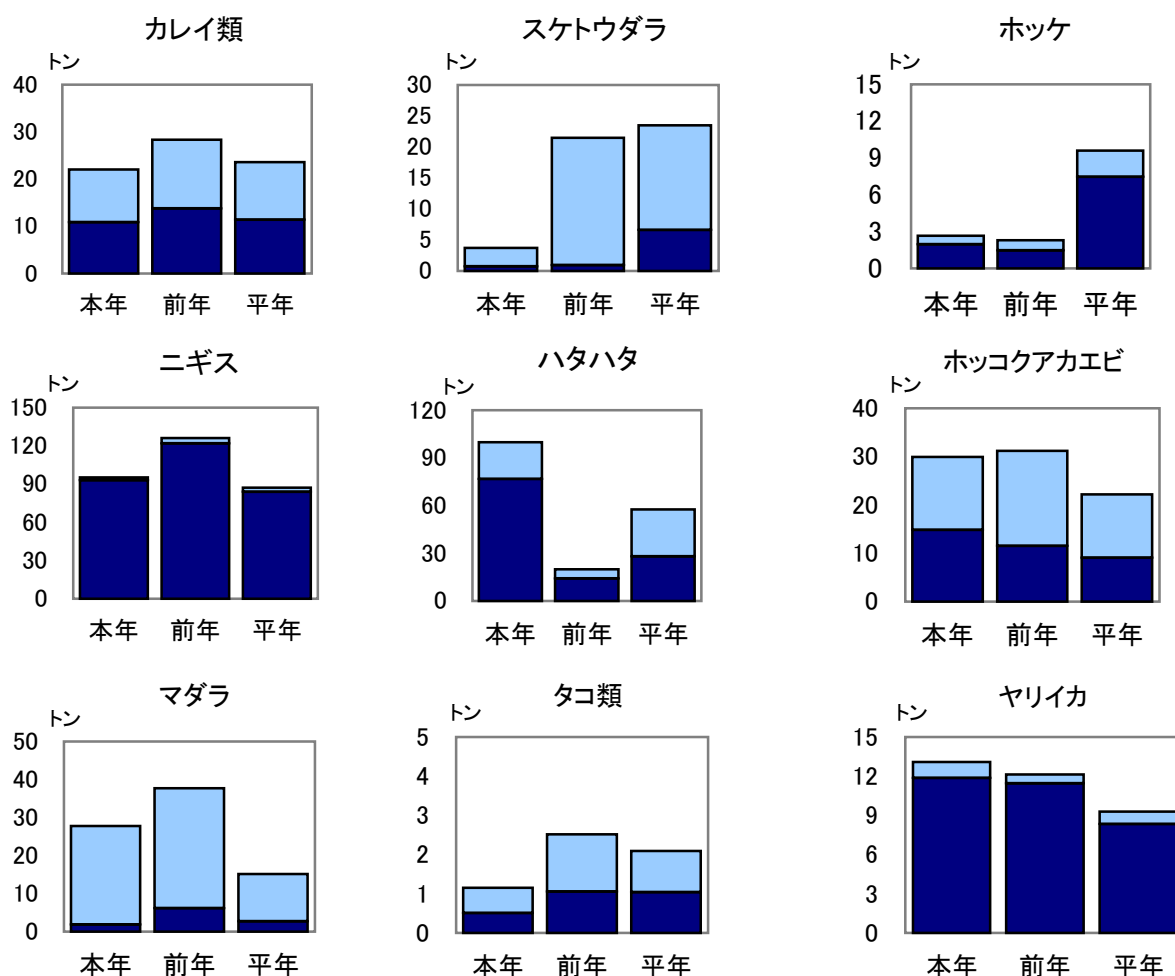 カレイ類
トン
40
30
20
10
0
本年 前年 平年
スケトウダラ
トン
30
25
20
15
10
5
0
本年 前年 平年
ホッケ
トン
15
12
9
6
3
0
本年 前年 平年
ニギス
トン
150
120
90
60
30
0
本年 前年 平年
ハタハタ
トン
120
90
60
30
0
本年 前年 平年
ホッコクアカエビ
トン
40
30
20
10
0
本年 前年 平年
マダラ
トン
50
40
30
20
10
0
本年 前年 平年
タコ類
トン
5
4
3
2
1
0
本年 前年 平年
ヤリイカ
トン
15
12
9
6
3
0
本年 前年 平年